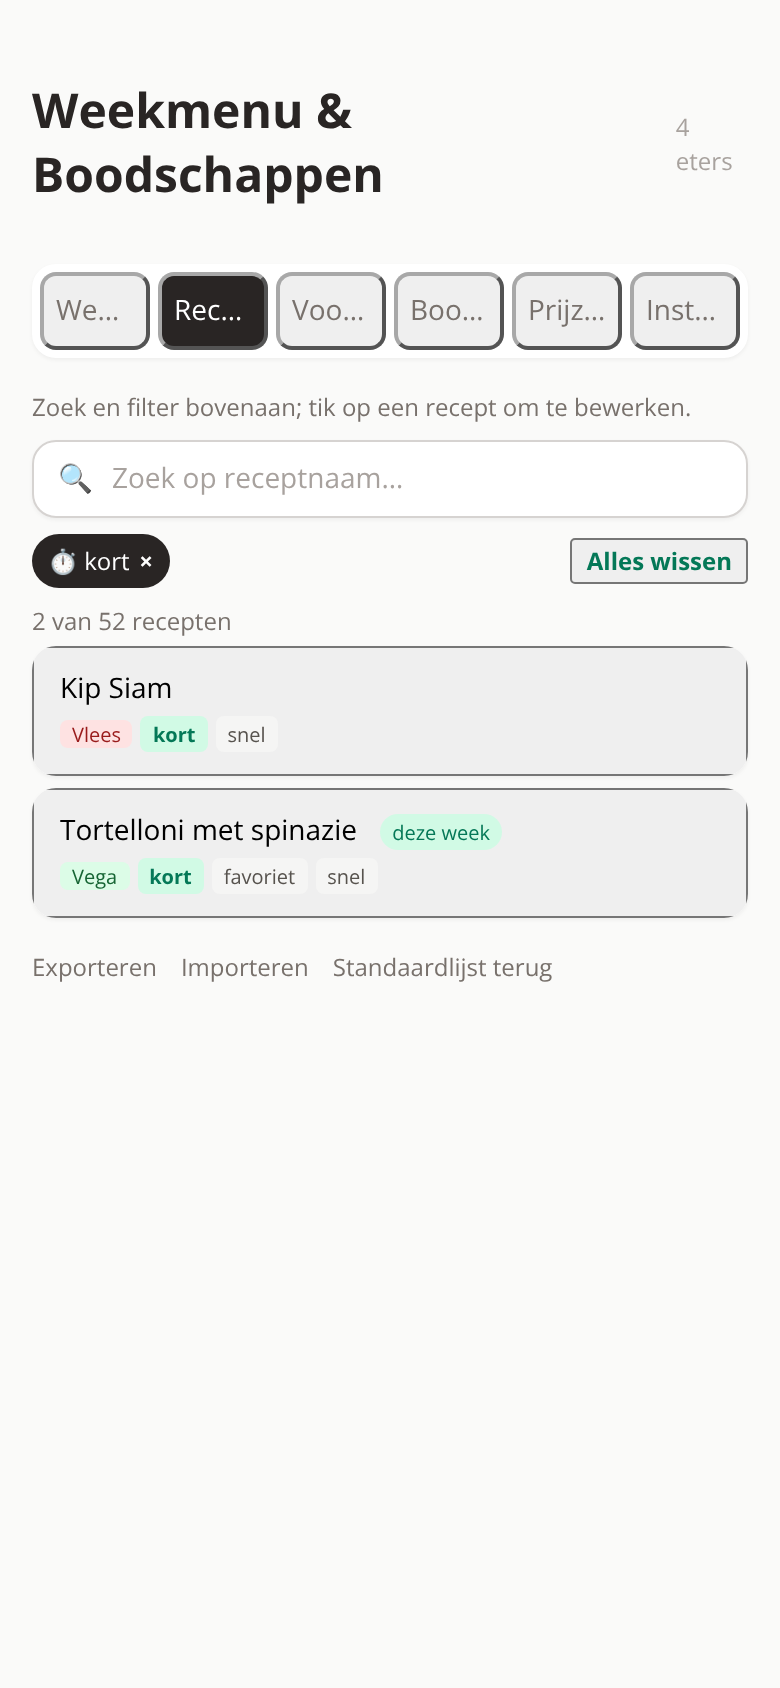 Weekmenu &
Boodschappen
4
eters
We... Rec... Voo... Boo... Prijz... Inst...
Zoek en filter bovenaan; tik op een recept om te bewerken.
Zoek op receptnaam...
kort × Alles wissen
2 van 52 recepten
Kip Siam
Vlees kort snel
Tortelloni met spinazie deze week
Vega kort favoriet snel
Exporteren Importeren Standaardlijst terug